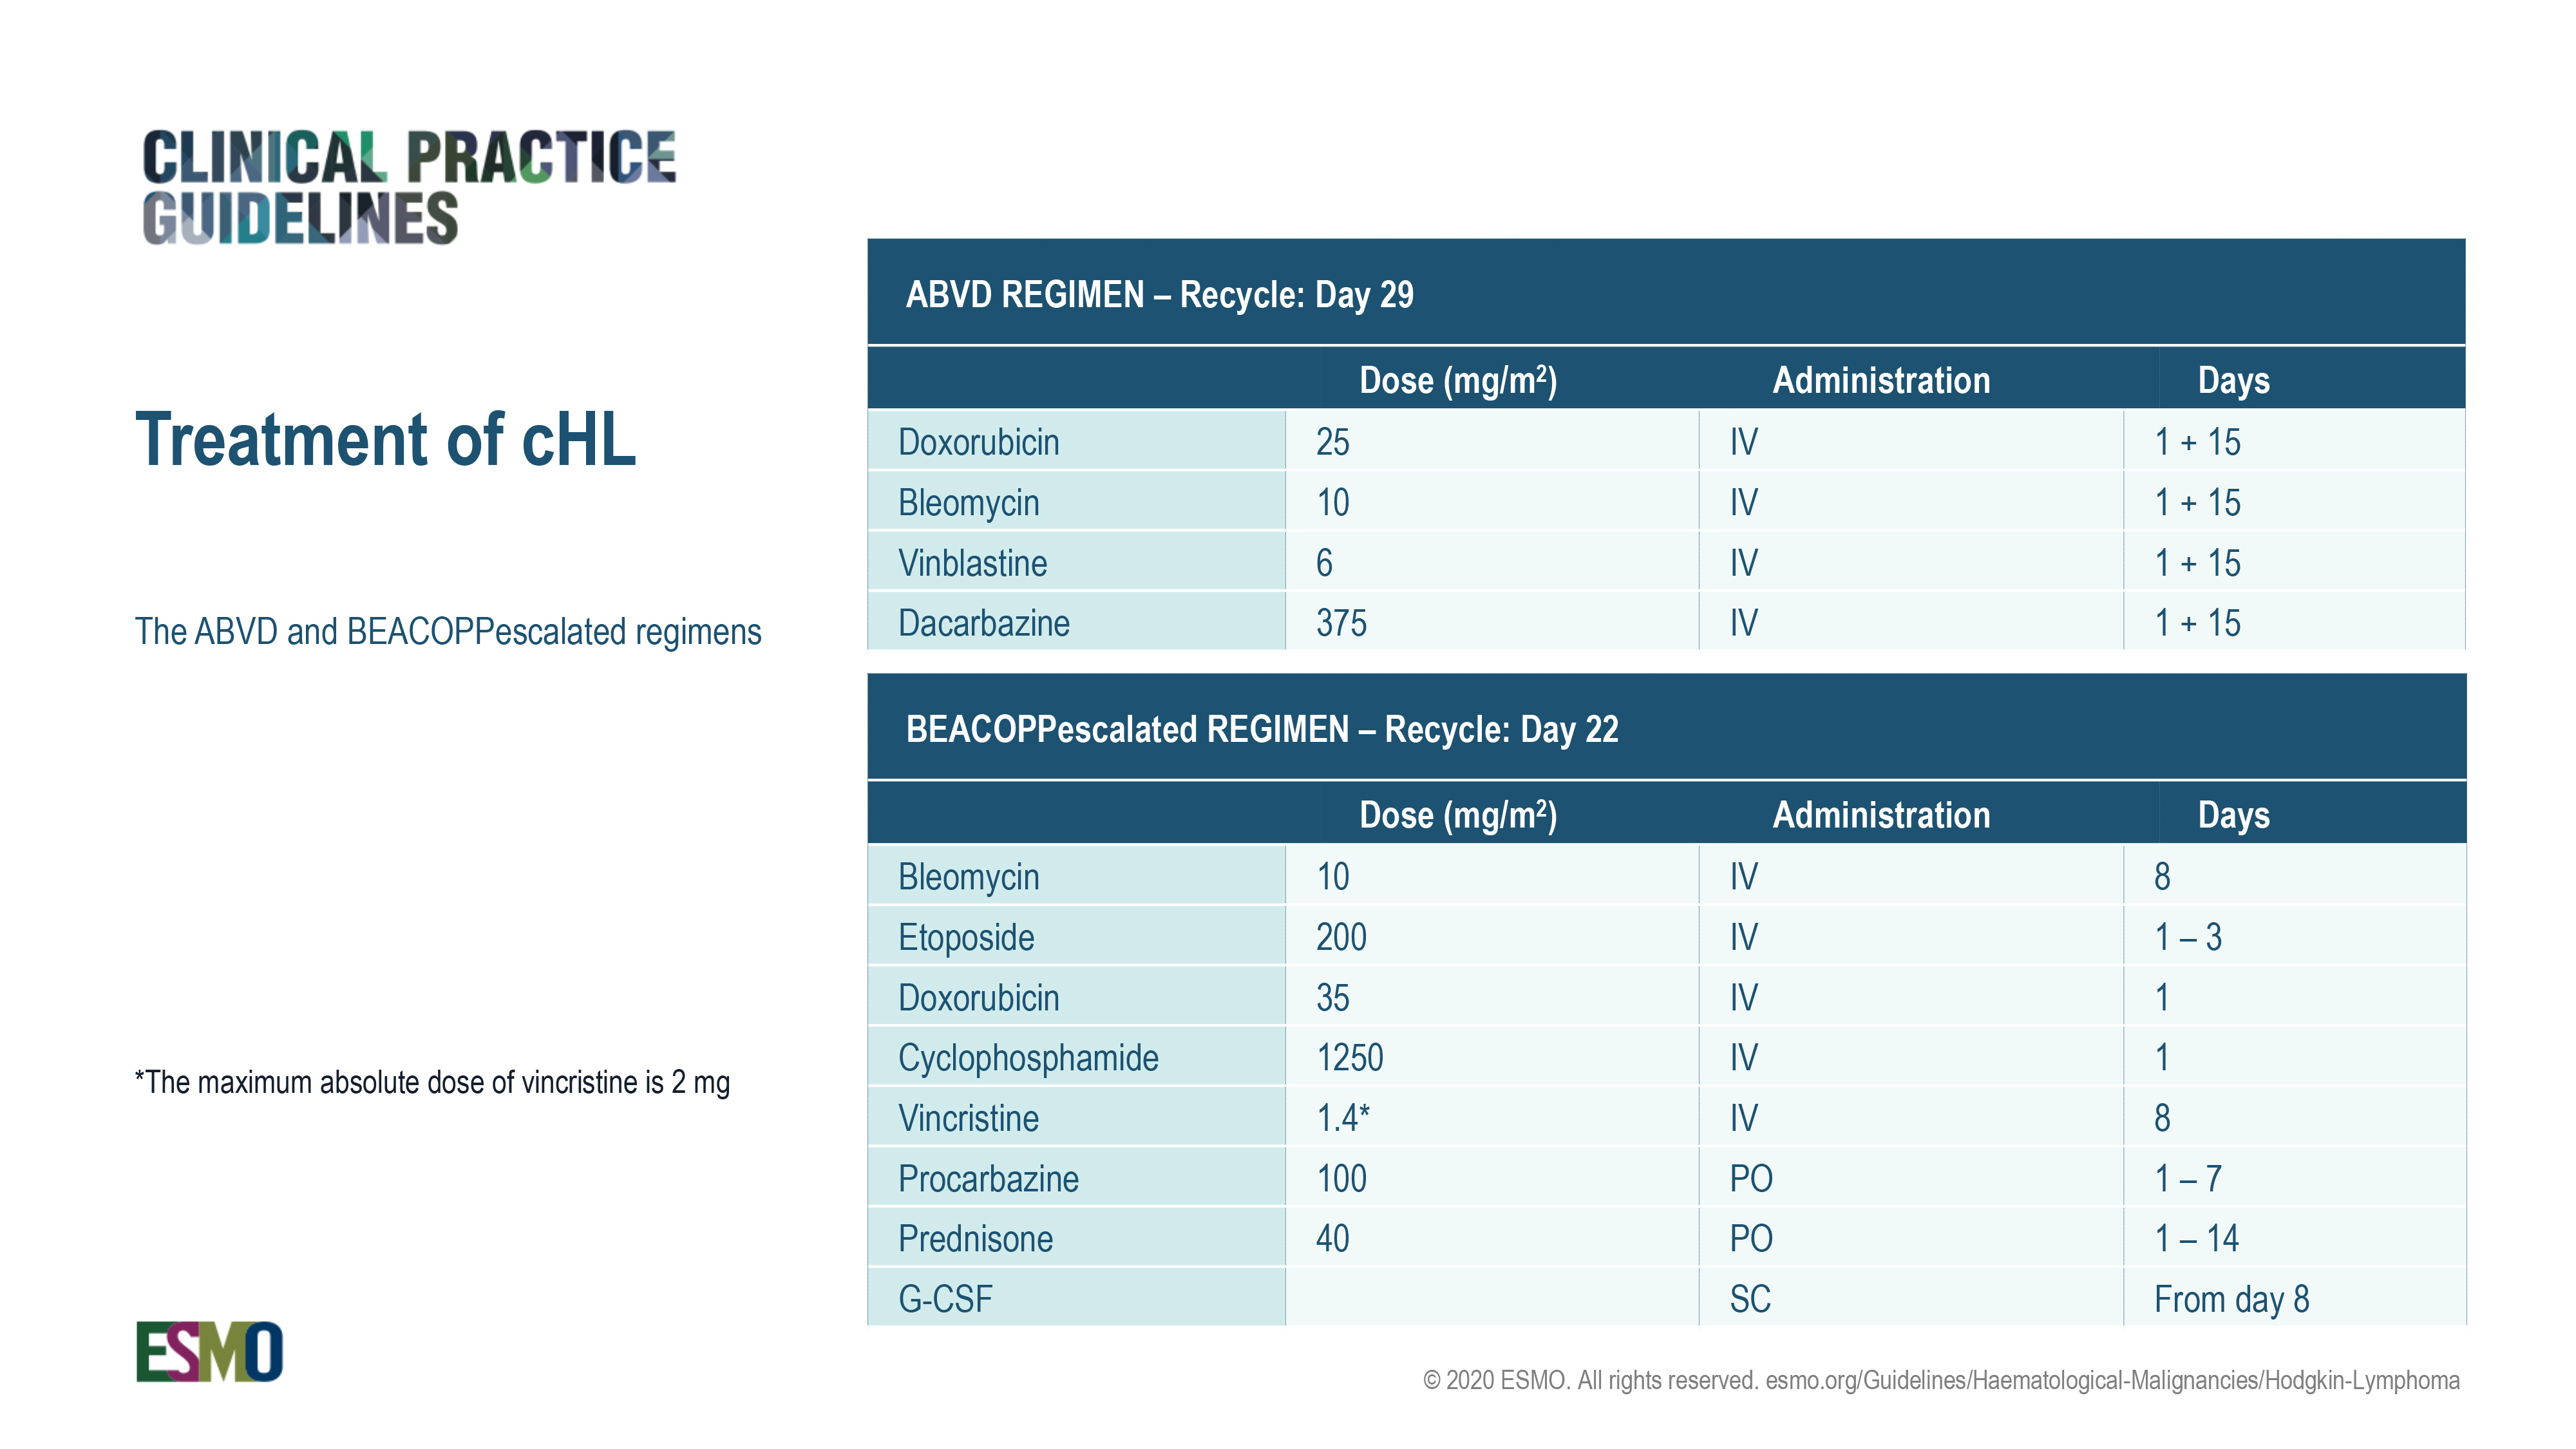 CLINICAL PRACTICE
GUIDELINES
Treatment of cHL
The ABVD and BEACOPPescalated regimens
*The maximum absolute dose of vincristine is 2 mg
ESMO
ABVD REGIMEN – Recycle: Day 29
Dose (mg/m²) Administration Days
Doxorubicin 25 IV 1 + 15
Bleomycin 10 IV 1 + 15
Vinblastine 6 IV 1 + 15
Dacarbazine 375 IV 1 + 15
BEACOPPescalated REGIMEN – Recycle: Day 22
Dose (mg/m²) Administration Days
Bleomycin 10 IV 8
Etoposide 200 IV 1 – 3
Doxorubicin 35 IV 1
Cyclophosphamide 1250 IV 1
Vincristine 1.4* IV 8
Procarbazine 100 PO 1 – 7
Prednisone 40 PO 1 – 14
G-CSF SC From day 8
© 2020 ESMO. All rights reserved. esmo.org/Guidelines/Haematological-Malignancies/Hodgkin-Lymphoma